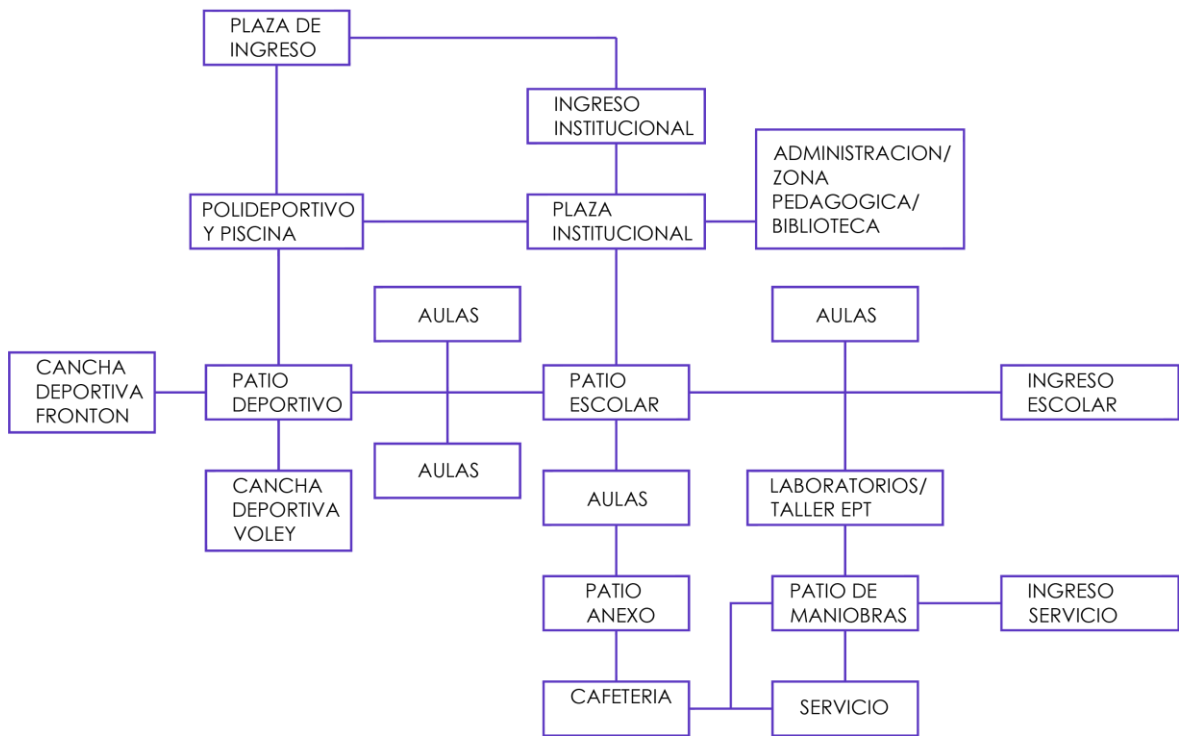 PLAZA DE
INGRESO
INGRESO
INSTITUCIONAL
ADMINISTRACION/
ZONA
PEDAGOGICA/
BIBLIOTECA
POLIDEPORTIVO
Y PISCINA
PLAZA
INSTITUCIONAL
AULAS
AULAS
CANCHA
DEPORTIVA
FRONTON
PATIO
DEPORTIVO
PATIO
ESCOLAR
INGRESO
ESCOLAR
AULAS
CANCHA
DEPORTIVA
VOLEY
AULAS
LABORATORIOS/
TALLER EPT
PATIO
ANEXO
PATIO DE
MANIOBRAS
INGRESO
SERVICIO
CAFETERIA
SERVICIO